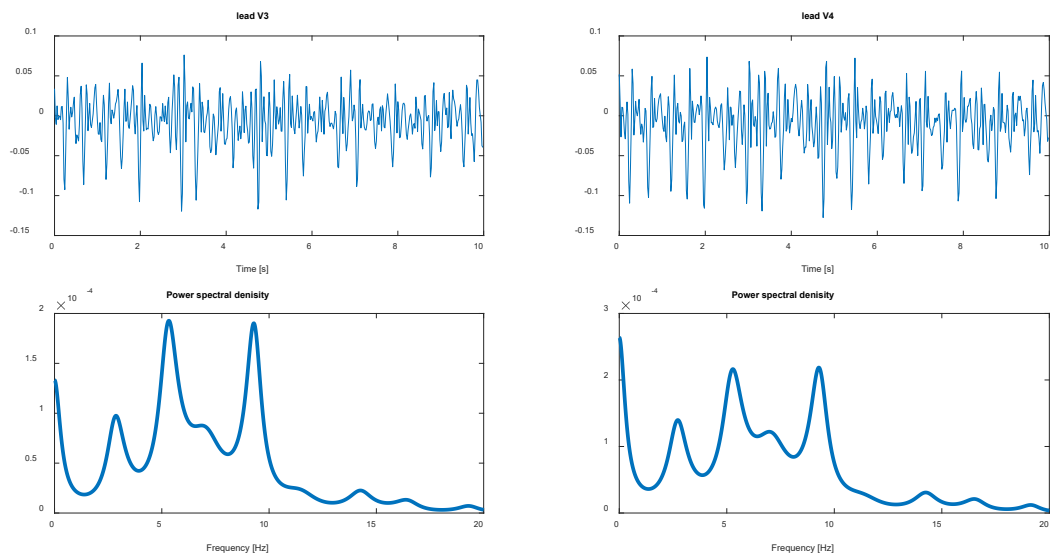 lead V3
0.1
0.05
0
-0.05
-0.1
-0.15
0 2 4 6 8 10
Time [s]
lead V4
0.1
0.05
0
-0.05
-0.1
-0.15
0 2 4 6 8 10
Time [s]
Power spectral denisity
× 10 -4
2
1.5
1
0.5
0
0 5 10 15 20
Frequency [Hz]
Power spectral denisity
× 10 -4
3
2
1
0
0 5 10 15 20
Frequency [Hz]